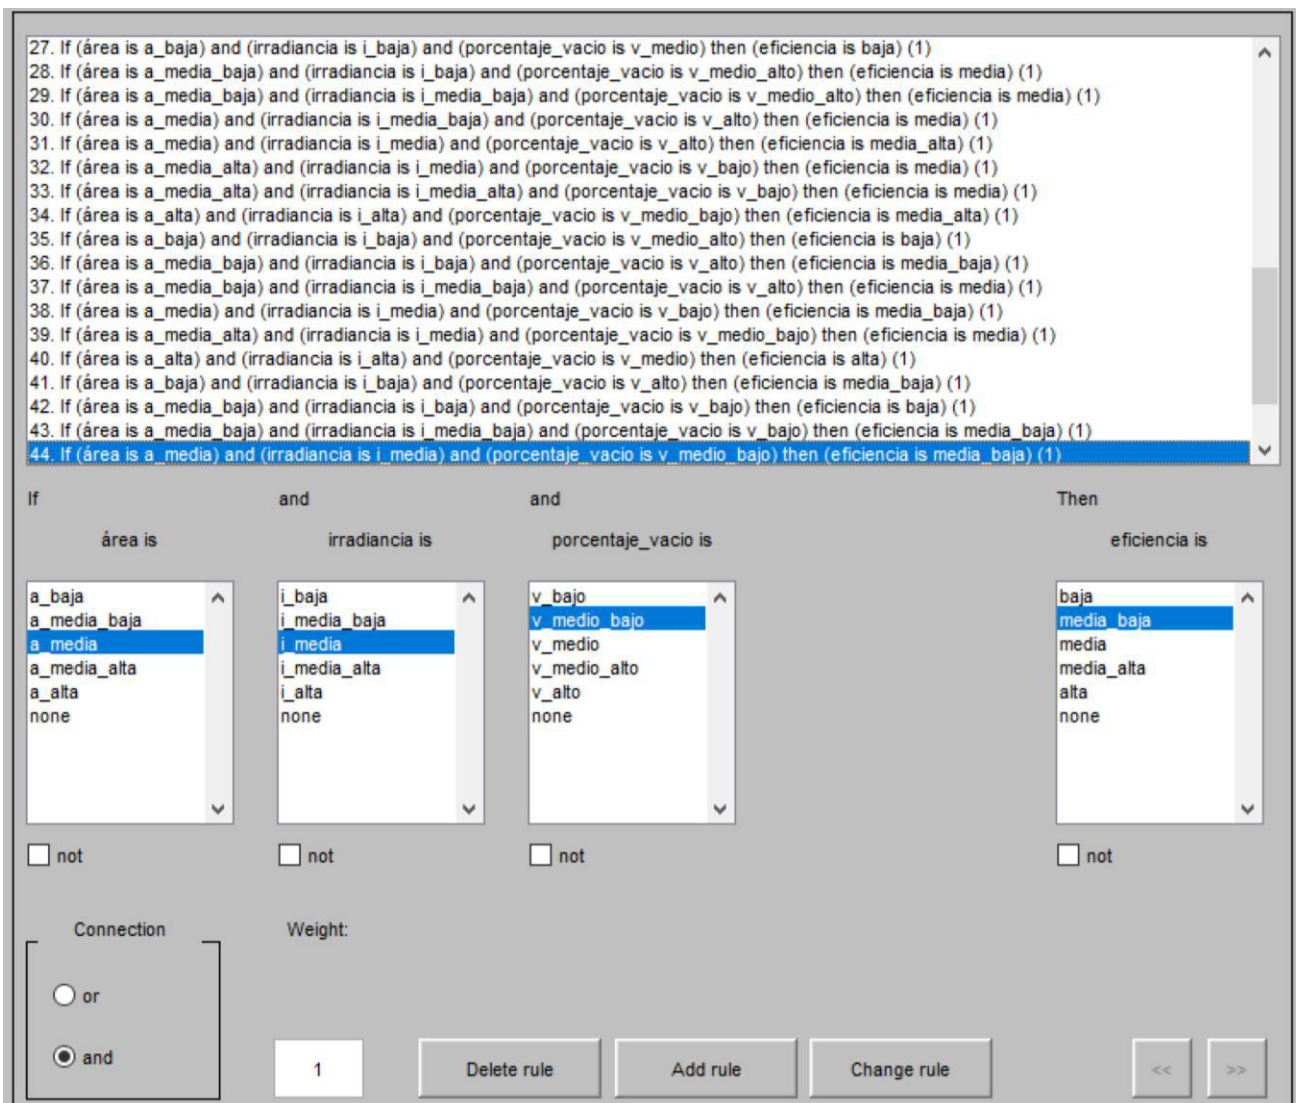 27. If (área is a_baja) and (irradiancia is i_baja) and (porcentaje_vacio is v_medio) then (eficiencia is baja) (1)
28. If (área is a_media_baja) and (irradiancia is i_baja) and (porcentaje_vacio is v_medio_alto) then (eficiencia is media) (1)
29. If (área is a_media_baja) and (irradiancia is i_media_baja) and (porcentaje_vacio is v_medio_alto) then (eficiencia is media) (1)
30. If (área is a_media) and (irradiancia is i_media_baja) and (porcentaje_vacio is v_alto) then (eficiencia is media) (1)
31. If (área is a_media) and (irradiancia is i_media) and (porcentaje_vacio is v_alto) then (eficiencia is media_alta) (1)
32. If (área is a_media_alta) and (irradiancia is i_media) and (porcentaje_vacio is v_bajo) then (eficiencia is media) (1)
33. If (área is a_media_alta) and (irradiancia is i_media_alta) and (porcentaje_vacio is v_bajo) then (eficiencia is media) (1)
34. If (área is a_alta) and (irradiancia is i_alta) and (porcentaje_vacio is v_medio_bajo) then (eficiencia is media_alta) (1)
35. If (área is a_baja) and (irradiancia is i_baja) and (porcentaje_vacio is v_medio_alto) then (eficiencia is baja) (1)
36. If (área is a_media_baja) and (irradiancia is i_baja) and (porcentaje_vacio is v_alto) then (eficiencia is media_baja) (1)
37. If (área is a_media_baja) and (irradiancia is i_media_baja) and (porcentaje_vacio is v_alto) then (eficiencia is media) (1)
38. If (área is a_media) and (irradiancia is i_media) and (porcentaje_vacio is v_bajo) then (eficiencia is media_baja) (1)
39. If (área is a_media_alta) and (irradiancia is i_media) and (porcentaje_vacio is v_medio_bajo) then (eficiencia is media) (1)
40. If (área is a_alta) and (irradiancia is i_alta) and (porcentaje_vacio is v_medio) then (eficiencia is alta) (1)
41. If (área is a_baja) and (irradiancia is i_baja) and (porcentaje_vacio is v_alto) then (eficiencia is media_baja) (1)
42. If (área is a_media_baja) and (irradiancia is i_baja) and (porcentaje_vacio is v_bajo) then (eficiencia is baja) (1)
43. If (área is a_media_baja) and (irradiancia is i_media_baja) and (porcentaje_vacio is v_bajo) then (eficiencia is media_baja) (1)
44. If (área is a_media) and (irradiancia is i_media) and (porcentaje_vacio is v_medio_bajo) then (eficiencia is media_baja) (1)
If and and Then
área is irradiancia is porcentaje_vacio is eficiencia is
a_baja i_baja v_bajo baja
a_media_baja i_media_baja v_medio_bajo media_baja
a_media i_media v_medio media
a_media_alta i_media_alta v_medio_alto media_alta
a_alta i_alta v_alto alta
none none none none
not not not not
Connection Weight:
or
and 1 Delete rule Add rule Change rule << >>